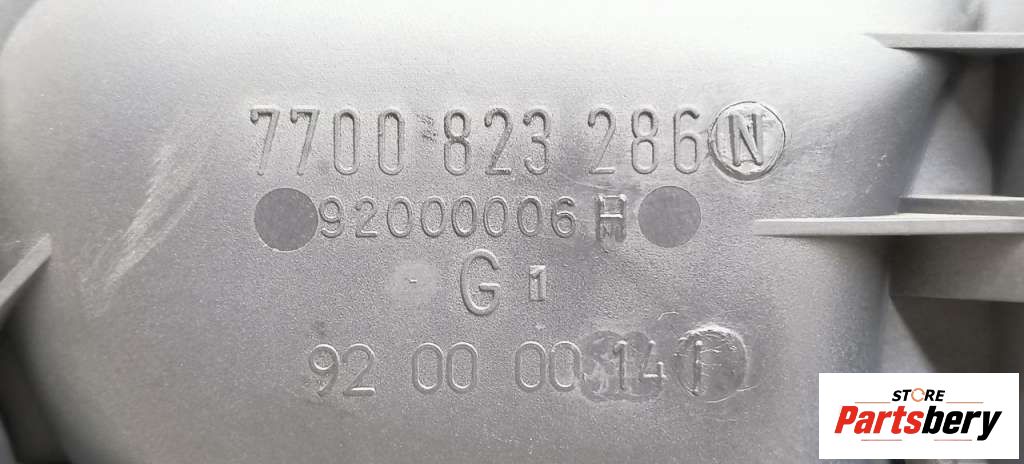 7700 823 286 N
92000006 H
G 1
92 00 00 14
STORE
Partsbery